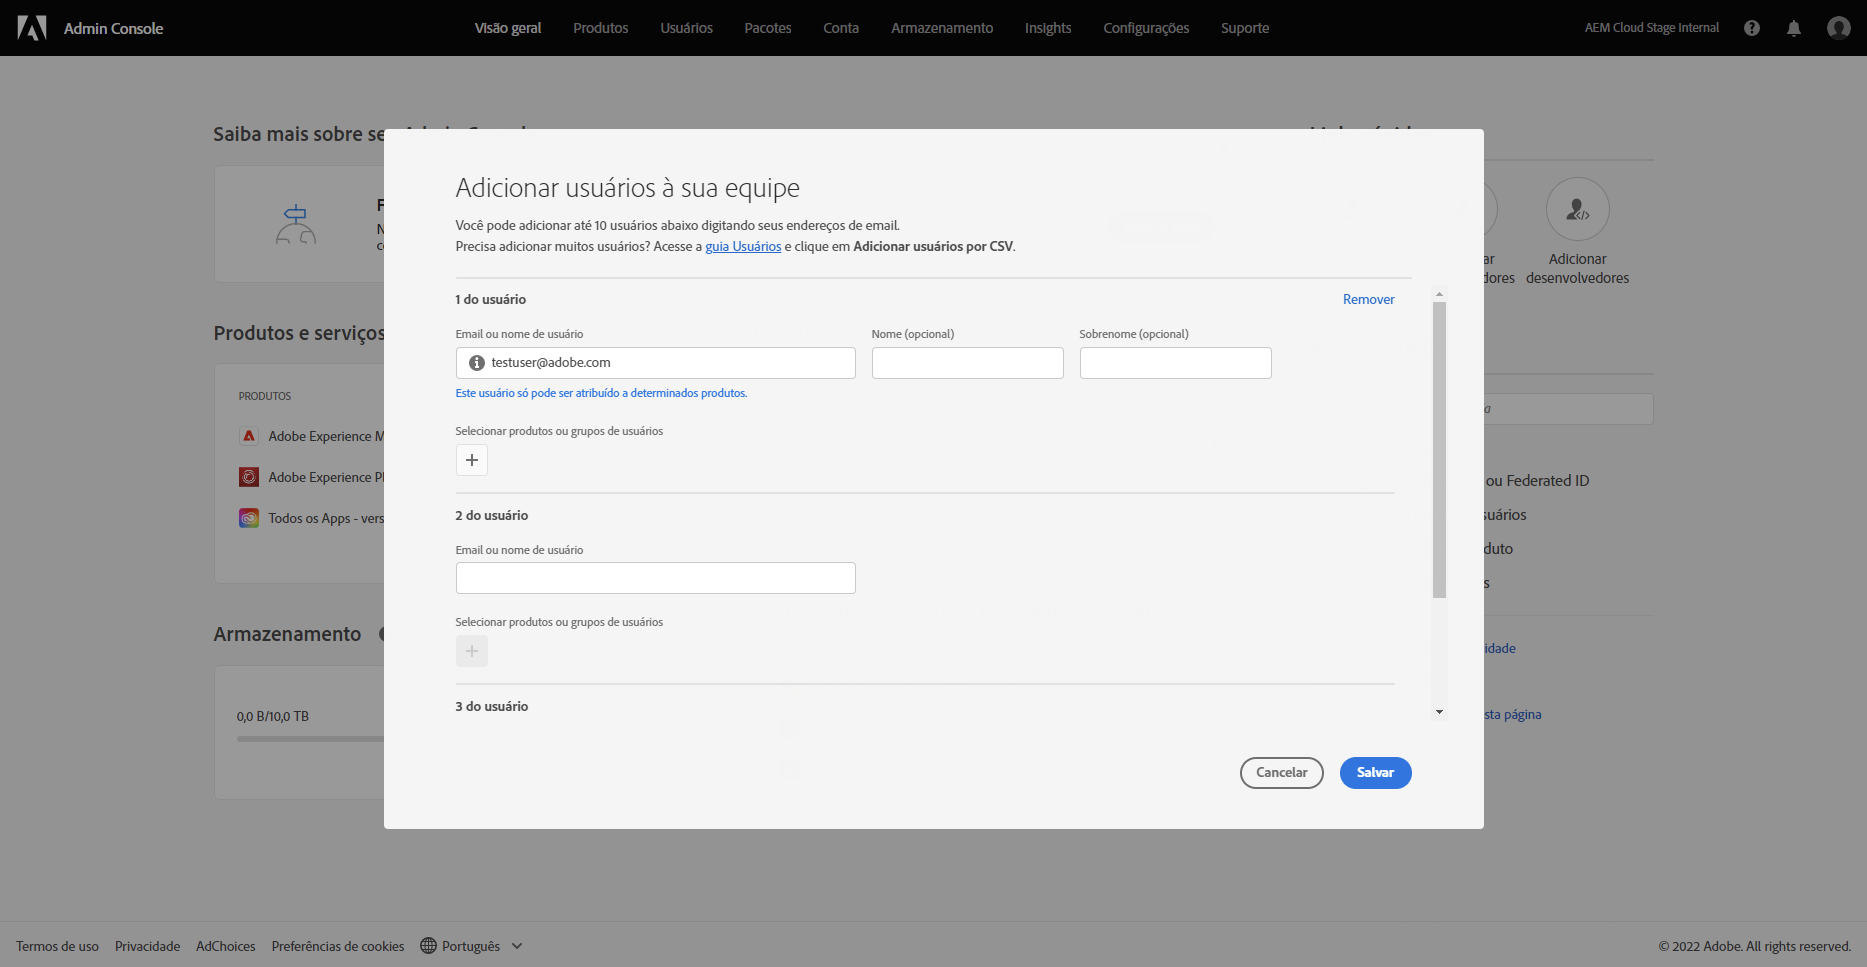 Admin Console
Visão geral
Produtos
Usuários
Pacotes
Conta
Armazenamento
Insights
Configurações
Suporte
AEM Cloud Stage Internal
Saiba mais sobre se
Adicionar desenvolvedores
Produtos e serviços
PRODUTOS
Adobe Experience M
Adobe Experience Pl
Todos os Apps - vers
Armazenamento
0,0 B/10,0 TB
Adicionar usuários à sua equipe
Você pode adicionar até 10 usuários abaixo digitando seus endereços de email.
Precisa adicionar muitos usuários? Acesse a guia Usuários e clique em Adicionar usuários por CSV.
1 do usuário
Remover
Email ou nome de usuário
Nome (opcional)
Sobrenome (opcional)
testuser@adobe.com
Este usuário só pode ser atribuído a determinados produtos.
Selecionar produtos ou grupos de usuários
2 do usuário
Email ou nome de usuário
Selecionar produtos ou grupos de usuários
3 do usuário
Cancelar
Salvar
ar
dores
ou Federated ID
suários
duto
s
idade
sta página
Termos de uso
Privacidade
AdChoices
Preferências de cookies
Português
© 2022 Adobe. All rights reserved.